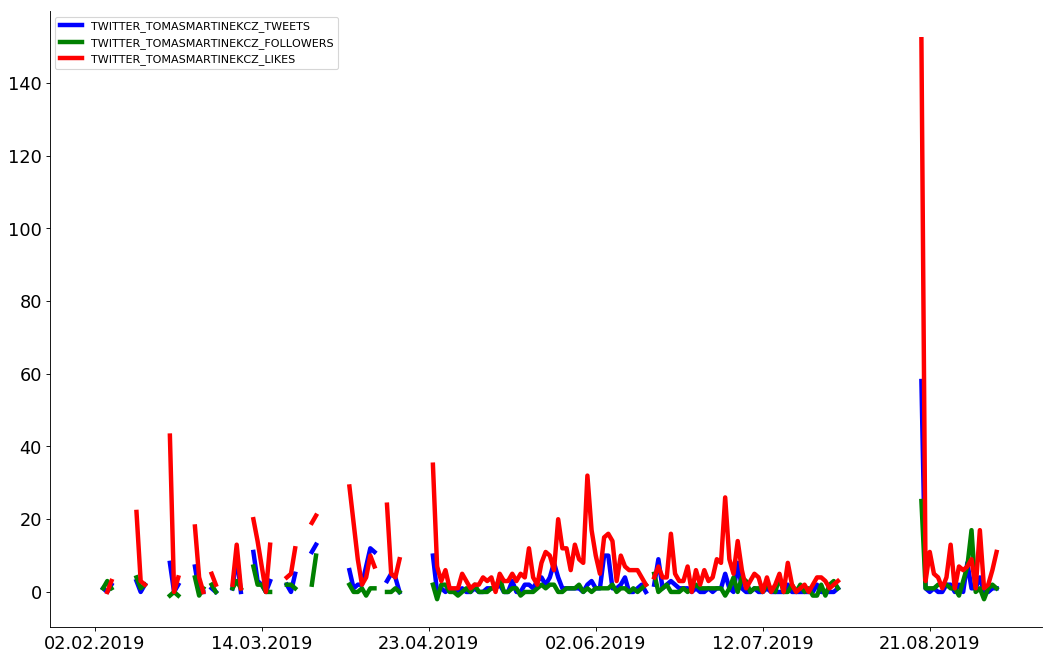 TWITTER_TOMASMARTINEKCZ_TWEETS
TWITTER_TOMASMARTINEKCZ_FOLLOWERS
TWITTER_TOMASMARTINEKCZ_LIKES
140
120
100
80
60
40
20
0
02.02.2019 14.03.2019 23.04.2019 02.06.2019 12.07.2019 21.08.2019